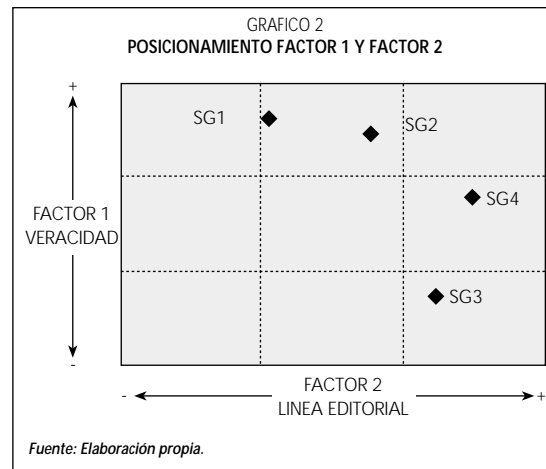 GRAFICO 2
POSICIONAMIENTO FACTOR 1 Y FACTOR 2
+
SG1
SG2
SG4
FACTOR 1
VERACIDAD
SG3
-
- FACTOR 2 +
LINEA EDITORIAL
Fuente: Elaboración propia.